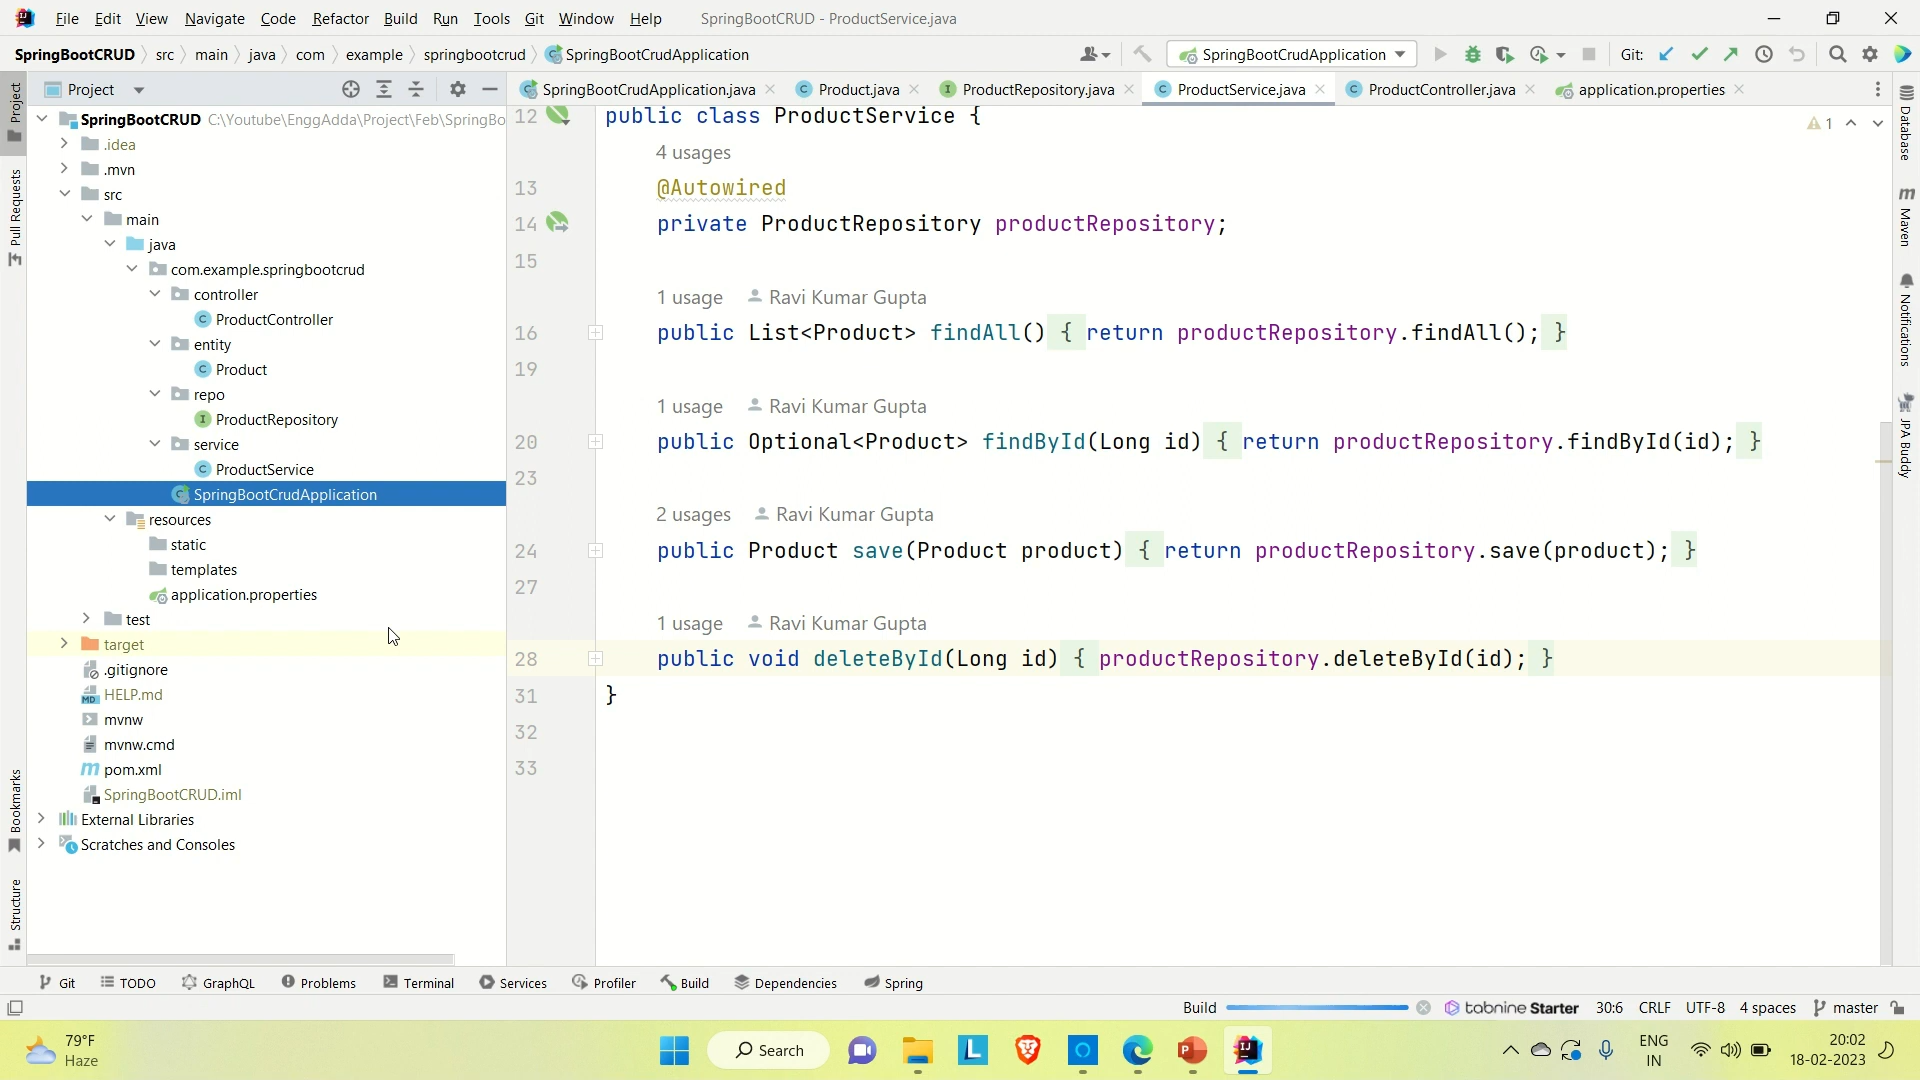 File Edit View Navigate Code Refactor Build Run Tools Git Window Help SpringBootCRUD - ProductService.java
SpringBootCRUD src main java com example springbootcrud SpringBootCrudApplication SpringBootCrudApplication Git:
Project SpringBootCrudApplication.java Product.java ProductRepository.java ProductService.java ProductController.java application.properties
Project
Pull Requests
Bookmarks
Structure
SpringBootCRUD C:\Youtube\EnggAdda\Project\Feb\SpringBo
.idea
.mvn
src
main
java
com.example.springbootcrud
controller
ProductController
entity
Product
repo
ProductRepository
service
ProductService
SpringBootCrudApplication
resources
static
templates
application.properties
test
target
.gitignore
HELP.md
mvnw
mvnw.cmd
pom.xml
SpringBootCRUD.iml
External Libraries
Scratches and Consoles
12 public class ProductService {
1
4 usages
13 @Autowired
14 private ProductRepository productRepository;
15
1 usage Ravi Kumar Gupta
16 public List<Product> findAll() { return productRepository.findAll(); }
19
1 usage Ravi Kumar Gupta
20 public Optional<Product> findById(Long id) { return productRepository.findById(id); }
23
2 usages Ravi Kumar Gupta
24 public Product save(Product product) { return productRepository.save(product); }
27
1 usage Ravi Kumar Gupta
28 public void deleteById(Long id) { productRepository.deleteById(id); }
31 }
32
33
Database
Maven
Notifications
JPA Buddy
Git TODO GraphQL Problems Terminal Services Profiler Build Dependencies Spring
Build tabnine Starter 30:6 CRLF UTF-8 4 spaces master
79°F
Haze
Search
ENG
IN
20:02
18-02-2023